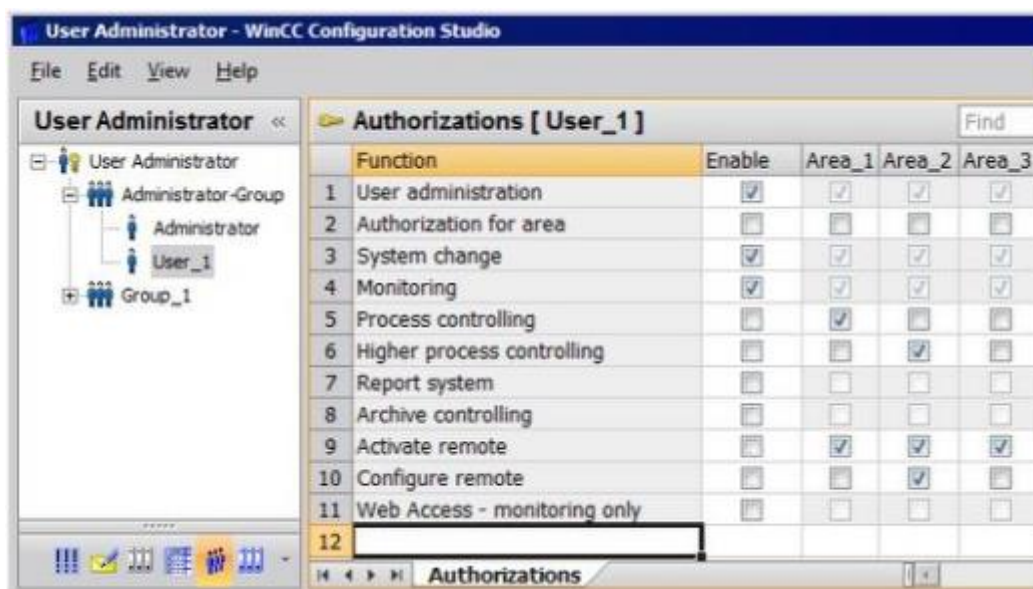 User Administrator - WinCC Configuration Studio
File Edit View Help
User Administrator «
User Administrator
Administrator-Group
Administrator
User_1
Group_1
Authorizations [ User_1 ]
Find
Function Enable Area_1 Area_2 Area_3
1 User administration
2 Authorization for area
3 System change
4 Monitoring
5 Process controlling
6 Higher process controlling
7 Report system
8 Archive controlling
9 Activate remote
10 Configure remote
11 Web Access - monitoring only
12
Authorizations